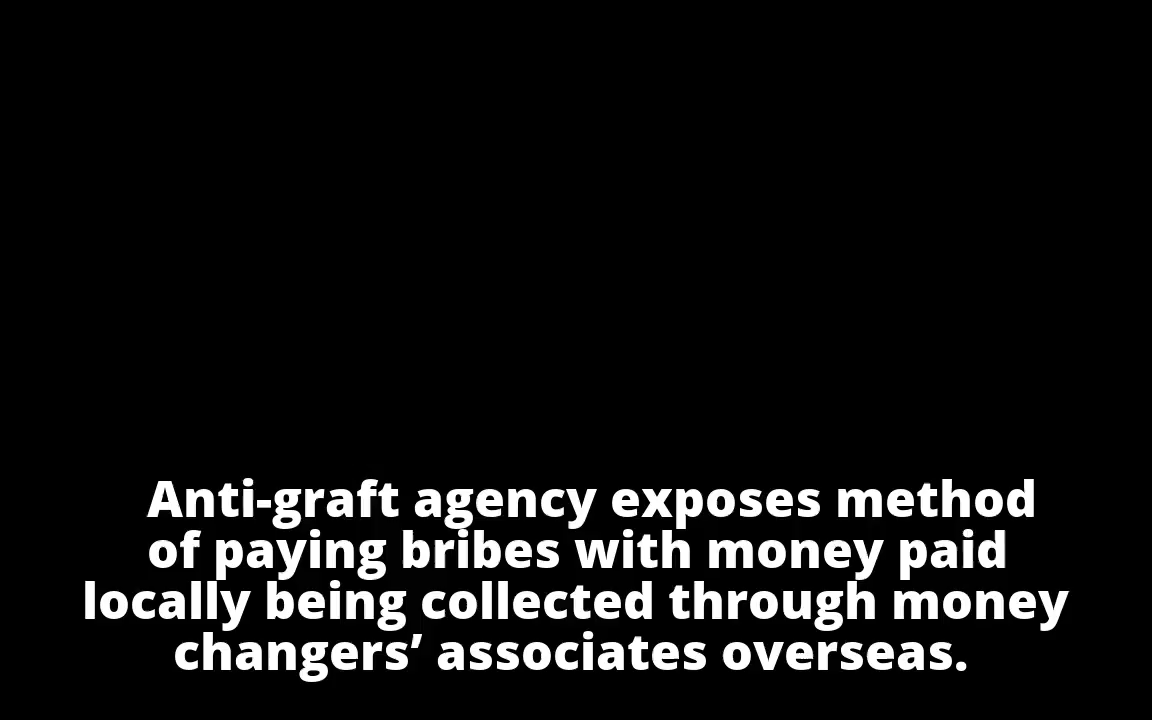 Anti-graft agency exposes method
of paying bribes with money paid
locally being collected through money
changers’ associates overseas.